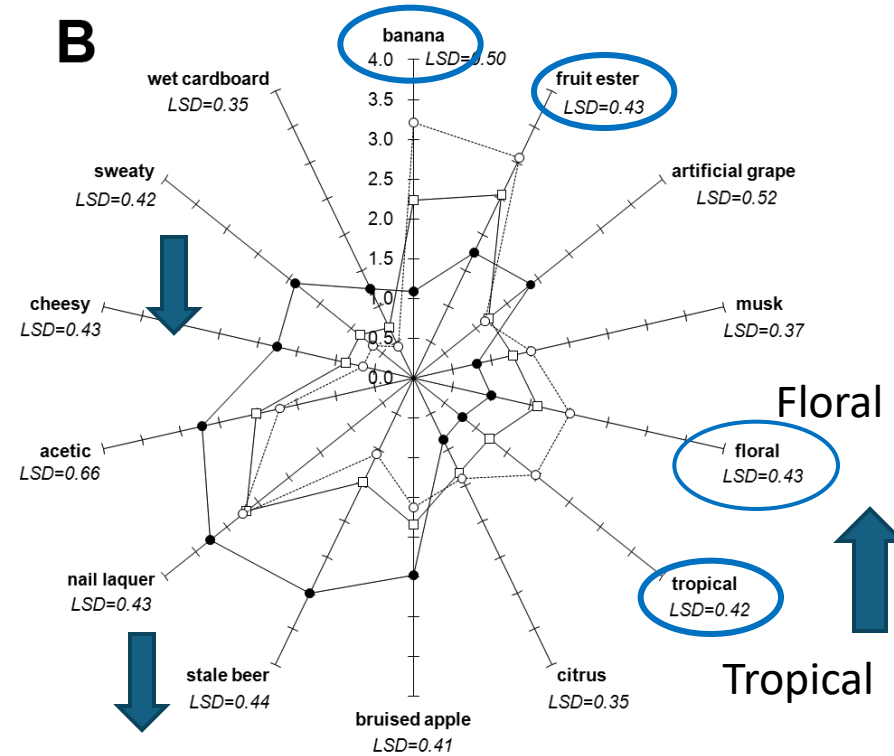 B
banana
4.0 LSD=0.50
wet cardboard
LSD=0.35
fruit ester
LSD=0.43
3.5
3.0
sweaty
LSD=0.42
artificial grape
LSD=0.52
2.5
2.0
1.5
cheesy
LSD=0.43
1.0
musk
LSD=0.37
0.5
0.0
Floral
acetic
LSD=0.66
floral
LSD=0.43
nail laquer
LSD=0.43
tropical
LSD=0.42
stale beer
LSD=0.44
citrus
LSD=0.35
Tropical
bruised apple
LSD=0.41